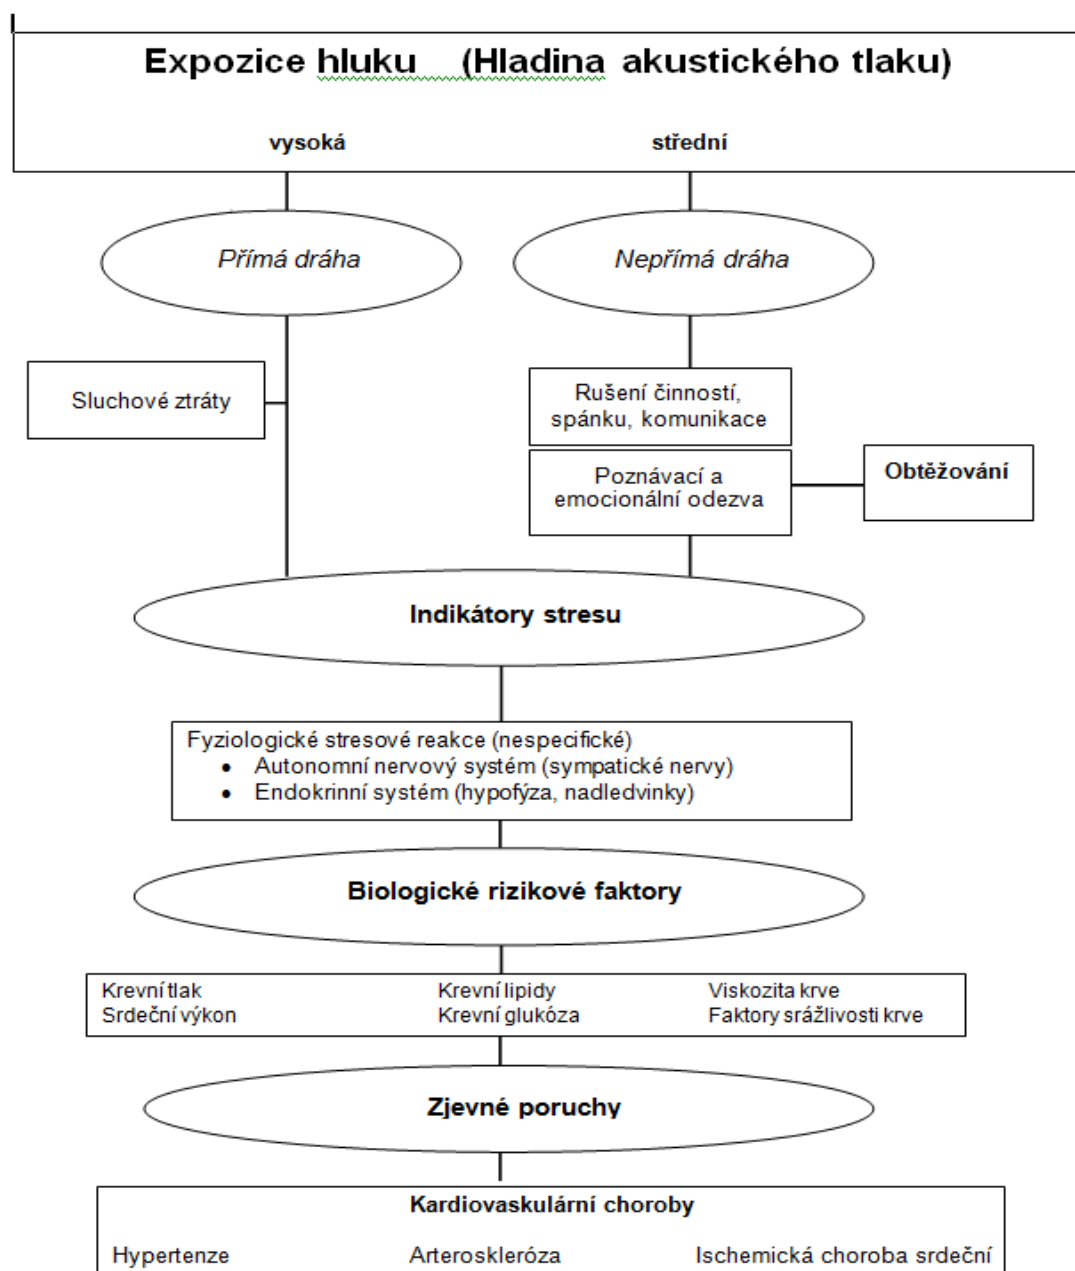 Expozice hluku (Hladina akustického tlaku)
vysoká střední
Přímá dráha Nepřímá dráha
Sluchové ztráty
Rušení činností,
spánku, komunikace
Poznávací a
emocionální odezva
Obtěžování
Indikátory stresu
Fyziologické stresové reakce (nespecifické)
• Autonomní nervový systém (sympatické nervy)
• Endokrinní systém (hypofýza, nadledvinky)
Biologické rizikové faktory
Krevní tlak Krevní lipidy Viskozita krve
Srdeční výkon Krevní glukóza Faktory srážlivosti krve
Zjevné poruchy
Kardiovaskulární choroby
Hypertenze Arteroskleróza Ischemická choroba srdeční